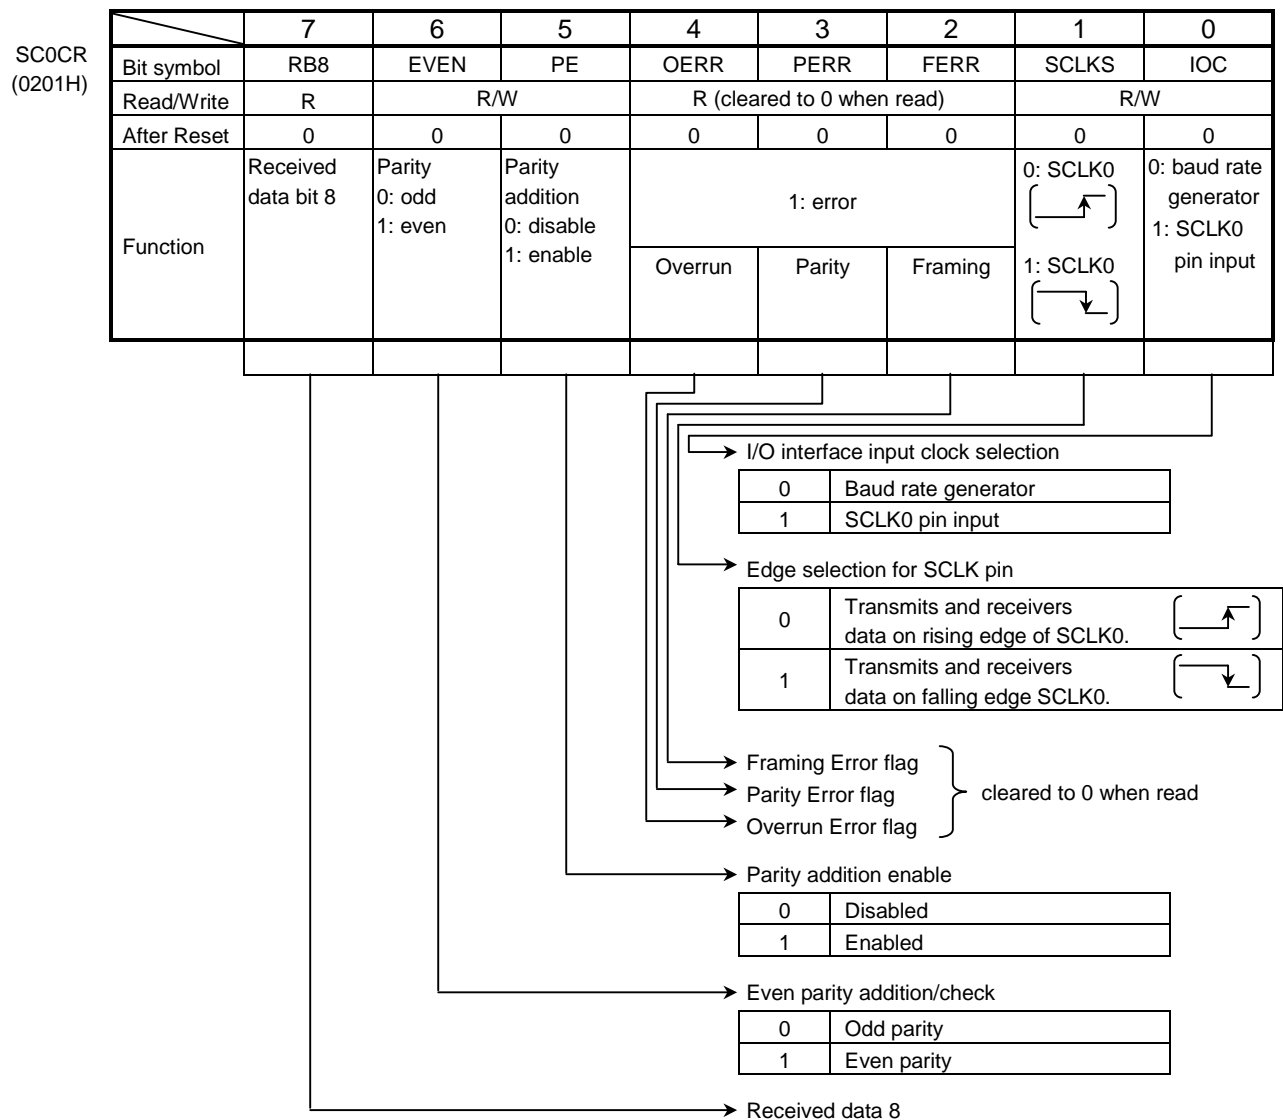 SC0CR
(0201H)
7 6 5 4 3 2 1 0
Bit symbol RB8 EVEN PE OERR PERR FERR SCLKS IOC
Read/Write R R/W R (cleared to 0 when read) R/W
After Reset 0 0 0 0 0 0 0 0
Function
Received
data bit 8
Parity
0: odd
1: even
Parity
addition
0: disable
1: enable
1: error
Overrun Parity Framing
0: SCLK0
1: SCLK0
0: baud rate
generator
1: SCLK0
pin input
I/O interface input clock selection
0 Baud rate generator
1 SCLK0 pin input
Edge selection for SCLK pin
0 Transmits and receivers
data on rising edge of SCLK0.
1 Transmits and receivers
data on falling edge SCLK0.
Framing Error flag
Parity Error flag
Overrun Error flag
cleared to 0 when read
Parity addition enable
0 Disabled
1 Enabled
Even parity addition/check
0 Odd parity
1 Even parity
Received data 8